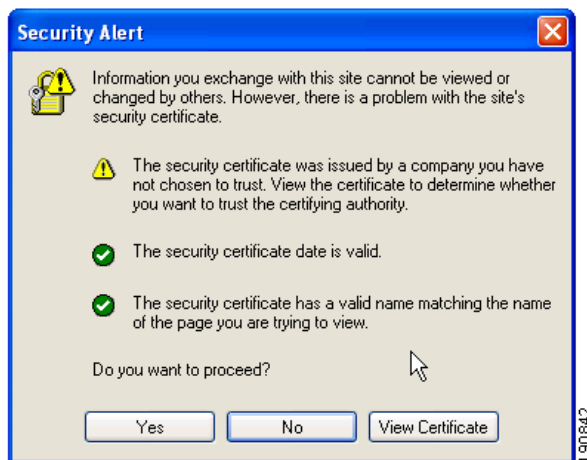 Security Alert
Information you exchange with this site cannot be viewed or
changed by others. However, there is a problem with the site's
security certificate.
The security certificate was issued by a company you have
not chosen to trust. View the certificate to determine whether
you want to trust the certifying authority.
The security certificate date is valid.
The security certificate has a valid name matching the name
of the page you are trying to view.
Do you want to proceed?
Yes
No
View Certificate
190842